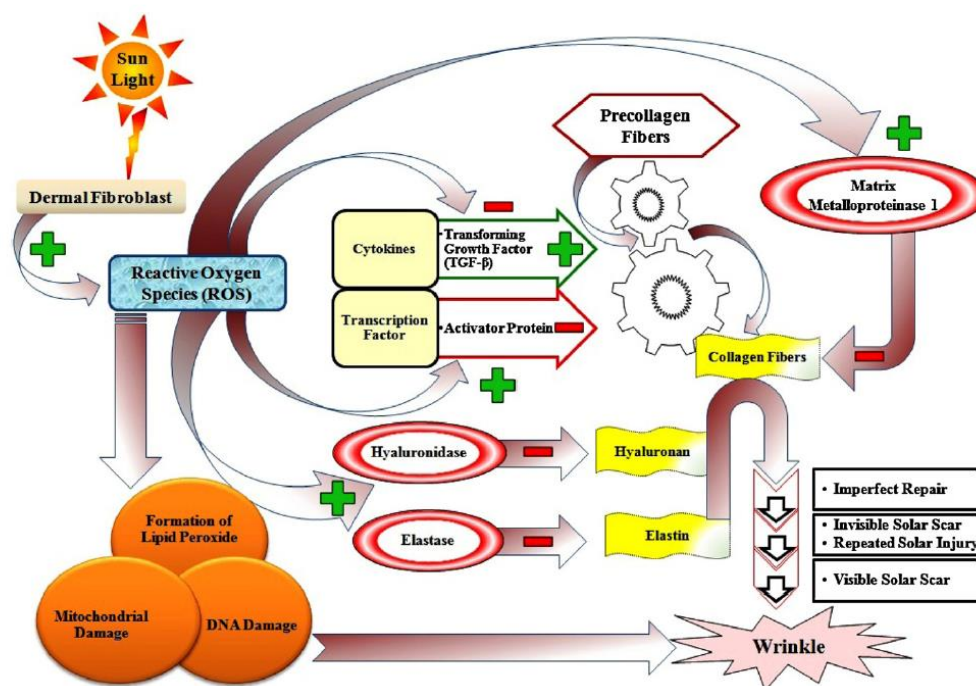 Sun
Light
Dermal Fibroblast
Reactive Oxygen
Species (ROS)
Precollagen
Fibers
Matrix
Metalloproteinase 1
Cytokines
• Transforming
Growth Factor
(TGF-β)
Transcription
Factor
• Activator Protein
Collagen Fibers
Hyaluronidase
Hyaluronan
Elastase
Elastin
• Imperfect Repair
• Invisible Solar Scar
• Repeated Solar Injury
• Visible Solar Scar
Formation of
Lipid Peroxide
Mitochondrial
Damage
DNA Damage
Wrinkle